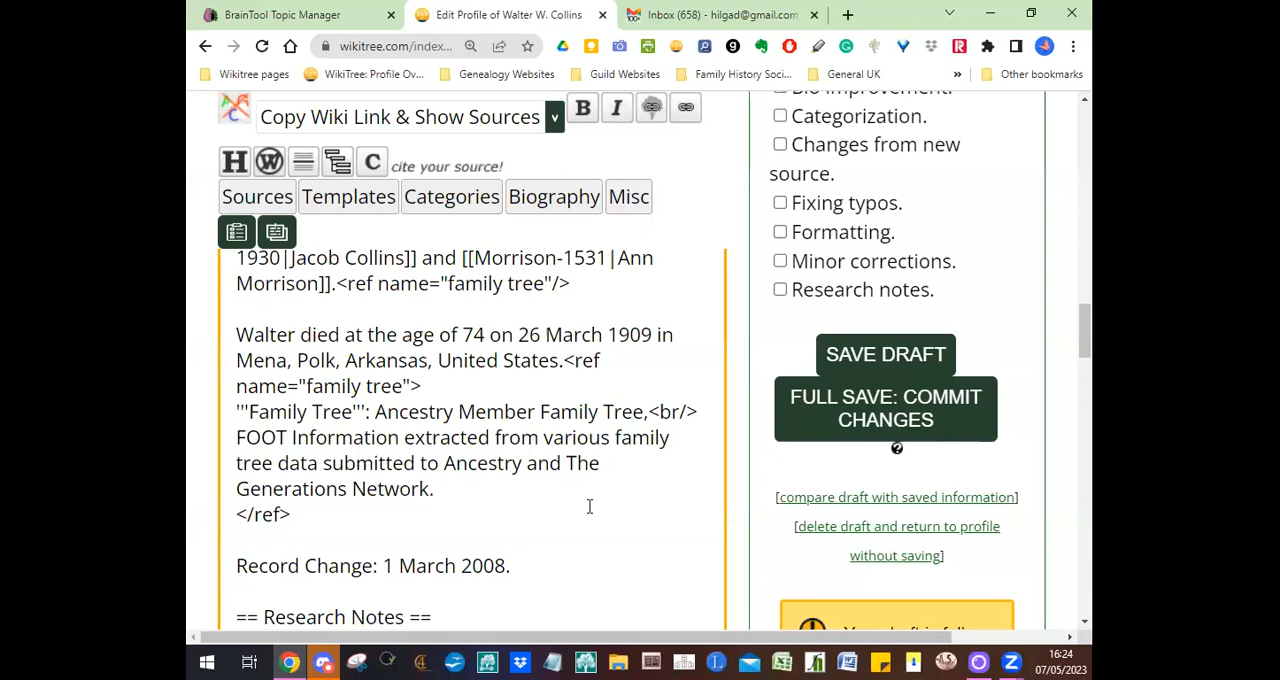 BrainTool Topic Manager
Edit Profile of Walter W. Collins
Inbox (658) - hilgad@gmail.com
wikitree.com/index...
Wikitree pages
WikiTree: Profile Ov...
Genealogy Websites
Guild Websites
Family History Soci...
General UK
»
Other bookmarks
Copy Wiki Link & Show Sources
v
B
I
H
W
C
cite your source!
Sources
Templates
Categories
Biography
Misc
1930|Jacob Collins]] and [[Morrison-1531|Ann
Morrison]].<ref name="family tree"/>
Walter died at the age of 74 on 26 March 1909 in
Mena, Polk, Arkansas, United States.<ref
name="family tree">
'''Family Tree''': Ancestry Member Family Tree,<br/>
FOOT Information extracted from various family
tree data submitted to Ancestry and The
Generations Network.
</ref>
Record Change: 1 March 2008.
== Research Notes ==
Bio improvement.
Categorization.
Changes from new
source.
Fixing typos.
Formatting.
Minor corrections.
Research notes.
SAVE DRAFT
FULL SAVE: COMMIT
CHANGES
?
[compare draft with saved information]
[delete draft and return to profile
without saving]
16:24
07/05/2023